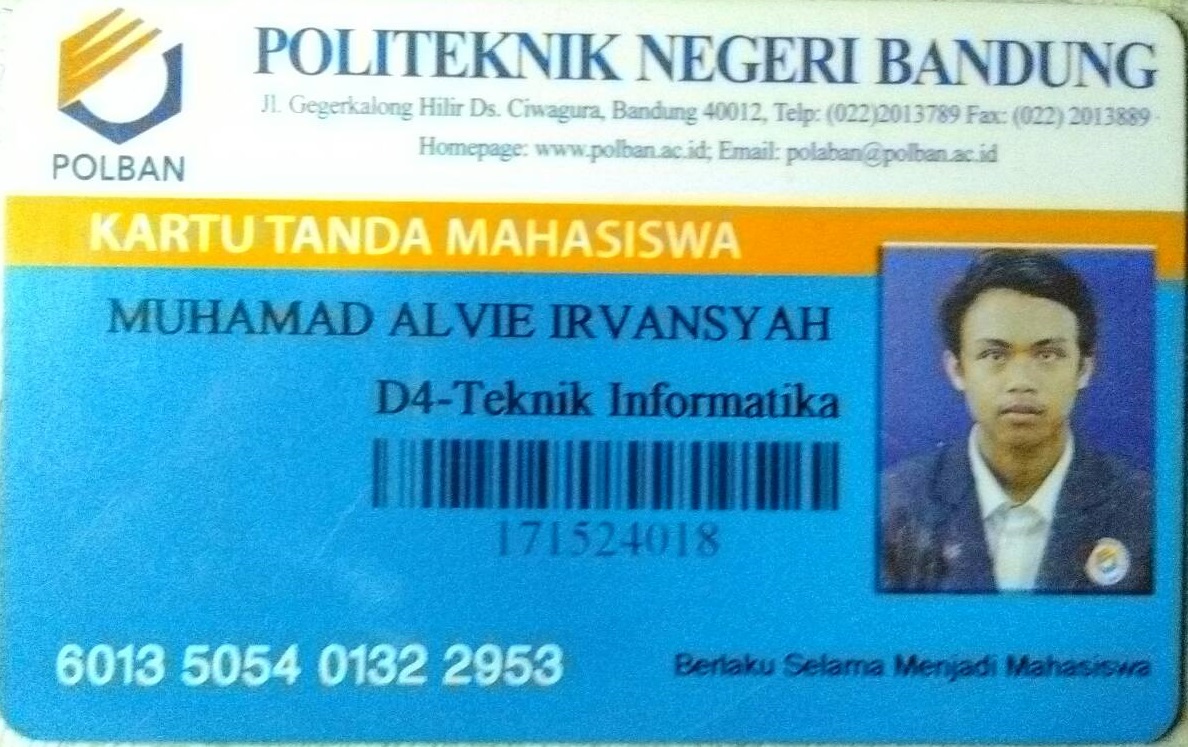 POLITEKNIK NEGERI BANDUNG
Jl. Gegerkalong Hilir Ds. Ciwagura, Bandung 40012, Telp: (022)2013789 Fax: (022) 2013889
Homepage: www.polban.ac.id; Email: polaban@polban.ac.id
POLBAN
KARTU TANDA MAHASISWA
MUHAMAD ALVIE IRVANSYAH
D4-Teknik Informatika
171524018
6013 5054 0132 2953
Berlaku Selama Menjadi Mahasiswa